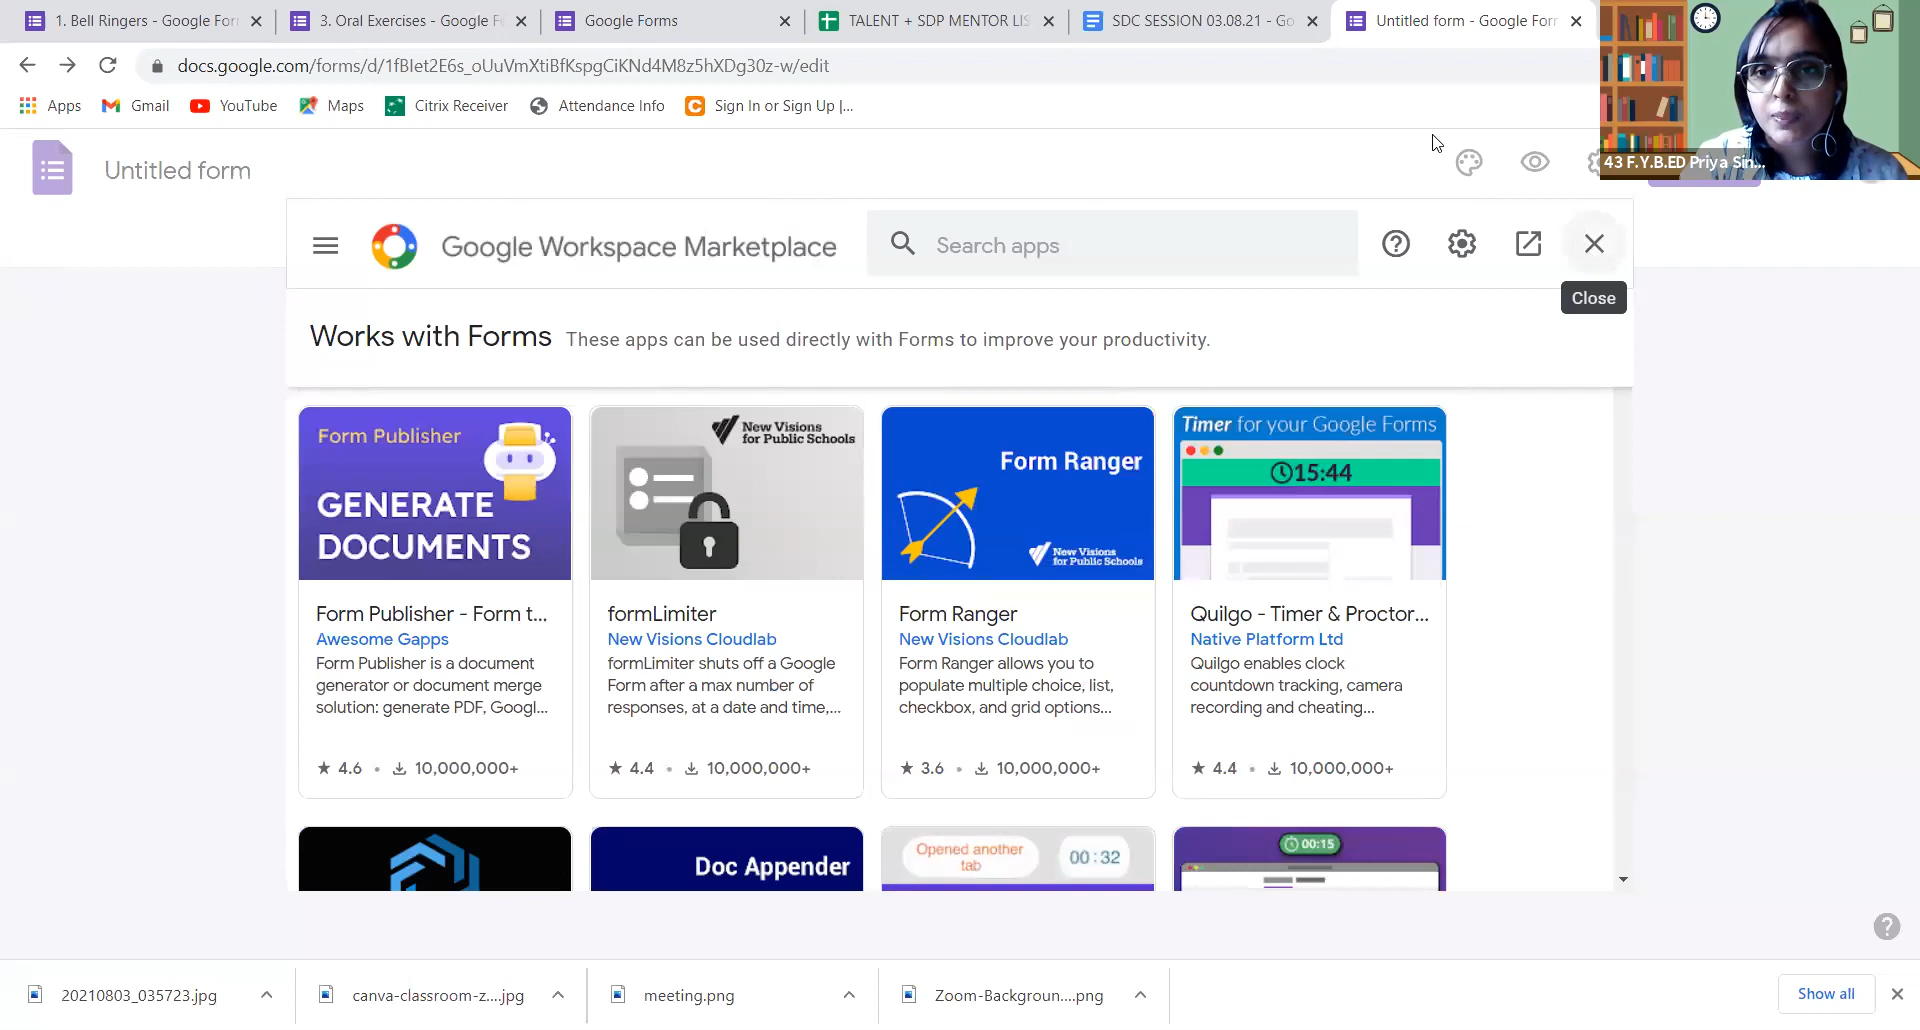 1. Bell Ringers - Google For
3. Oral Exercises - Google F
Google Forms
TALENT + SDP MENTOR LIS
SDC SESSION 03.08.21 - Go
Untitled form - Google For
docs.google.com/forms/d/1fBIet2E6s_oUuVmXtiBfKspgCiKNd4M8z5hXDg30z-w/edit
Apps
Gmail
YouTube
Maps
Citrix Receiver
Attendance Info
Sign In or Sign Up |...
43 F.Y.B.ED Priya Sin...
Untitled form
Google Workspace Marketplace
Search apps
Close
Works with Forms
These apps can be used directly with Forms to improve your productivity.
Form Publisher
GENERATE
DOCUMENTS
Form Publisher - Form t...
Awesome Gapps
Form Publisher is a document
generator or document merge
solution: generate PDF, Googl...
4.6 • 10,000,000+
New Visions
for Public Schools
formLimiter
New Visions Cloudlab
formLimiter shuts off a Google
Form after a max number of
responses, at a date and time,...
4.4 • 10,000,000+
Form Ranger
New Visions
for Public Schools
Form Ranger
New Visions Cloudlab
Form Ranger allows you to
populate multiple choice, list,
checkbox, and grid options...
3.6 • 10,000,000+
Timer for your Google Forms
15:44
Quilgo - Timer & Proctor...
Native Platform Ltd
Quilgo enables clock
countdown tracking, camera
recording and cheating...
4.4 • 10,000,000+
Doc Appender
Opened another
tab
00:32
00:15
20210803_035723.jpg
canva-classroom-z....jpg
meeting.png
Zoom-Backgroun....png
Show all